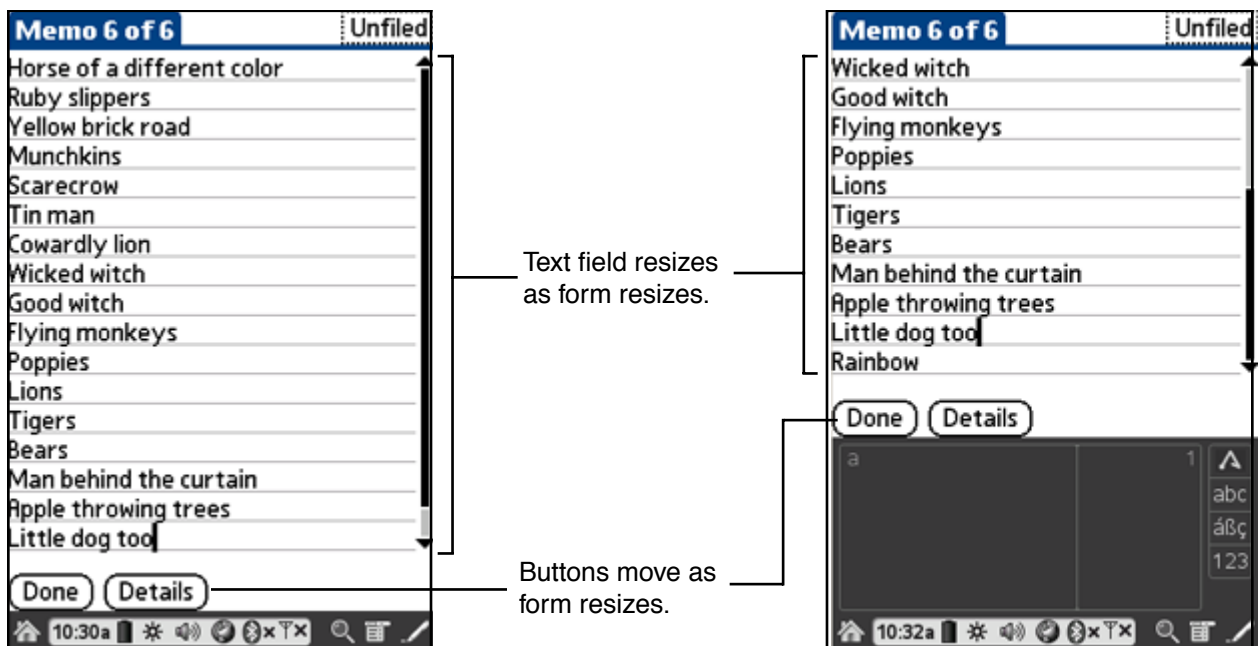 Memo 6 of 6
Unfiled
Horse of a different color
Ruby slippers
Yellow brick road
Munchkins
Scarecrow
Tin man
Cowardly lion
Wicked witch
Good witch
Flying monkeys
Poppies
Lions
Tigers
Bears
Man behind the curtain
Apple throwing trees
Little dog too
Done
Details
10:30a
Text field resizes
as form resizes.
Buttons move as
form resizes.
Memo 6 of 6
Unfiled
Wicked witch
Good witch
Flying monkeys
Poppies
Lions
Tigers
Bears
Man behind the curtain
Apple throwing trees
Little dog too
Rainbow
Done
Details
a
1
abc
áßç
123
10:32a